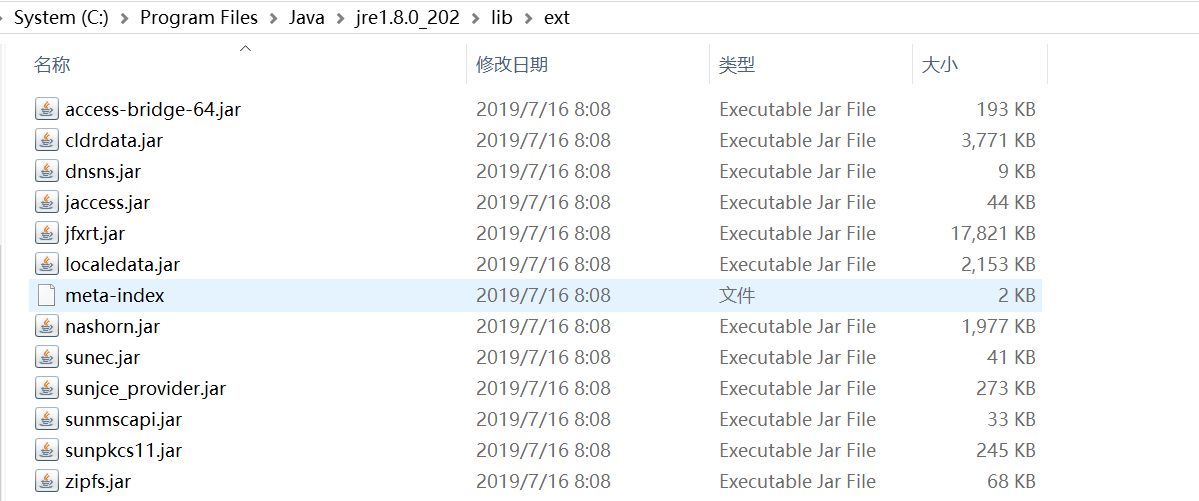 System (C:) > Program Files > Java > jre1.8.0_202 > lib > ext
名称 修改日期 类型 大小
access-bridge-64.jar 2019/7/16 8:08 Executable Jar File 193 KB
cldrdata.jar 2019/7/16 8:08 Executable Jar File 3,771 KB
dnsns.jar 2019/7/16 8:08 Executable Jar File 9 KB
jaccess.jar 2019/7/16 8:08 Executable Jar File 44 KB
jfxrt.jar 2019/7/16 8:08 Executable Jar File 17,821 KB
localedata.jar 2019/7/16 8:08 Executable Jar File 2,153 KB
meta-index 2019/7/16 8:08 文件 2 KB
nashorn.jar 2019/7/16 8:08 Executable Jar File 1,977 KB
sunec.jar 2019/7/16 8:08 Executable Jar File 41 KB
sunjce_provider.jar 2019/7/16 8:08 Executable Jar File 273 KB
sunmscapi.jar 2019/7/16 8:08 Executable Jar File 33 KB
sunpkcs11.jar 2019/7/16 8:08 Executable Jar File 245 KB
zipfs.jar 2019/7/16 8:08 Executable Jar File 68 KB